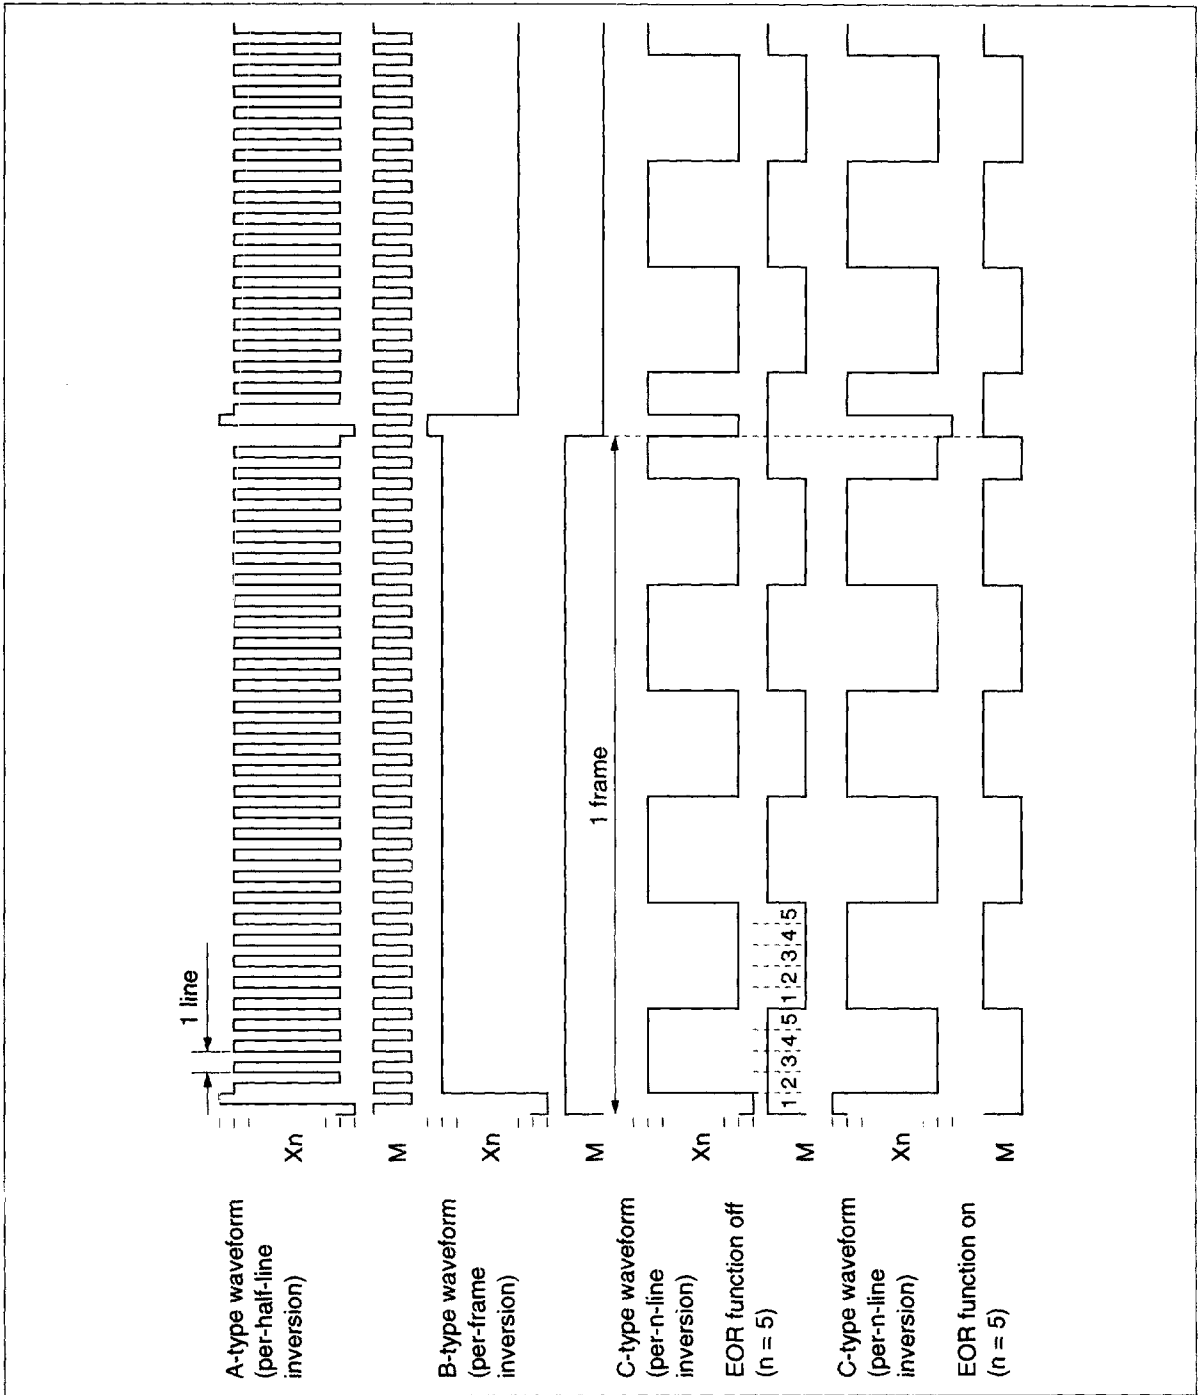 1 line
A-type waveform
(per-half-line
inversion)
Xn
M
B-type waveform
(per-frame
inversion)
Xn
M
1 frame
C-type waveform
(per-n-line
inversion)
EOR function off
(n = 5)
Xn
M
1 2 3 4 5 1 2 3 4 5
C-type waveform
(per-n-line
inversion)
EOR function on
(n = 5)
Xn
M